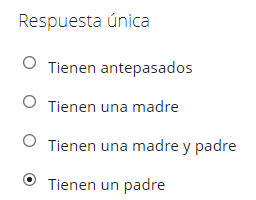 Respuesta única
Tienen antepasados
Tienen una madre
Tienen una madre y padre
Tienen un padre